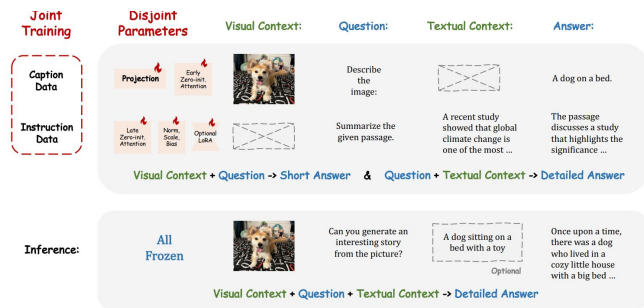 Joint
Training
Disjoint
Parameters
Visual Context:
Question:
Textual Context:
Answer:
Caption
Data
Projection
Early
Zero-init.
Attention
Describe
the
image:
A dog on a bed.
Instruction
Data
Late
Zero-init.
Attention
Norm,
Scale,
Bias
Optional
LoRA
Summarize the
given passage.
A recent study
showed that global
climate change is
one of the most ...
The passage
discusses a study
that highlights the
significance ...
Visual Context + Question -> Short Answer & Question + Textual Context -> Detailed Answer
Inference:
All
Frozen
Can you generate an
interesting story
from the picture?
A dog sitting on a
bed with a toy
Optional
Once upon a time,
there was a dog
who lived in a
cozy little house
with a big bed ...
Visual Context + Question + Textual Context -> Detailed Answer